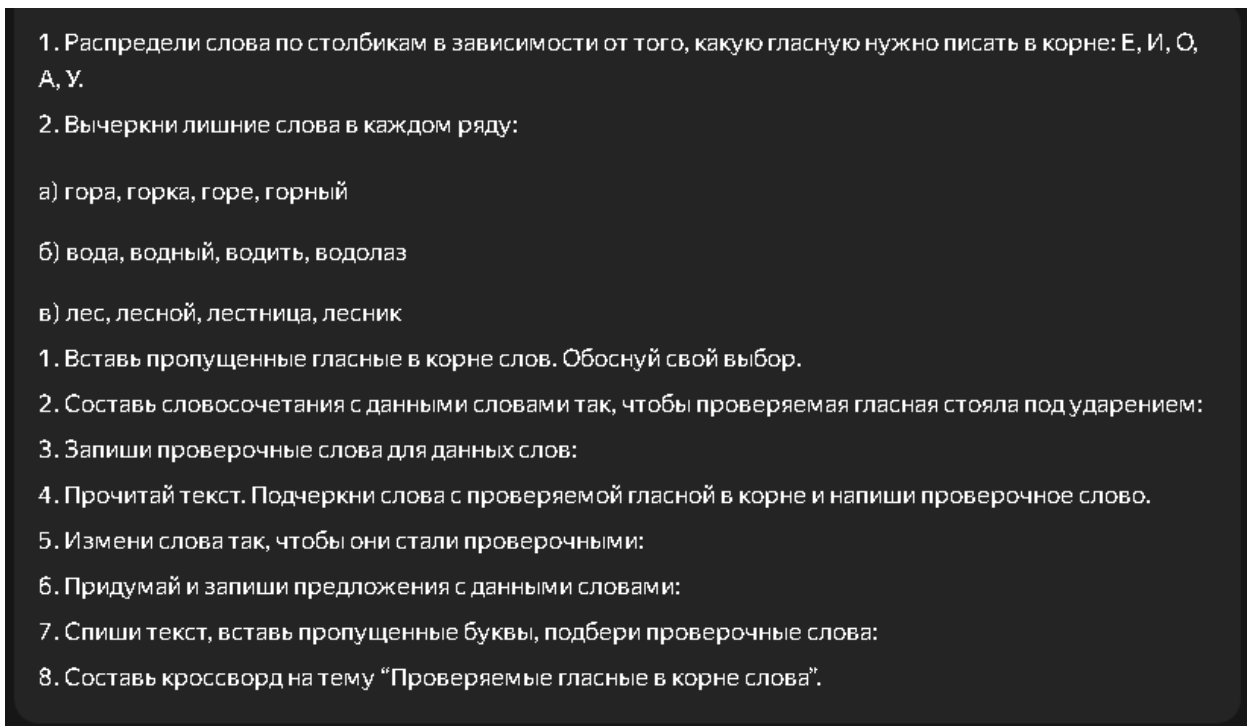 1. Распредели слова по столбикам в зависимости от того, какую гласную нужно писать в корне: Е, И, О,
А, У.
2. Вычеркни лишние слова в каждом ряду:
а) гора, горка, горе, горный
б) вода, водный, водить, водолаз
в) лес, лесной, лестница, лесник
1. Вставь пропущенные гласные в корне слов. Обоснуй свой выбор.
2. Составь словосочетания с данными словами так, чтобы проверяемая гласная стояла под ударением:
3. Запиши проверочные слова для данных слов:
4. Прочитай текст. Подчеркни слова с проверяемой гласной в корне и напиши проверочное слово.
5. Измени слова так, чтобы они стали проверочными:
6. Придумай и запиши предложения с данными словами:
7. Спиши текст, вставь пропущенные буквы, подбери проверочные слова:
8. Составь кроссворд на тему “Проверяемые гласные в корне слова”.